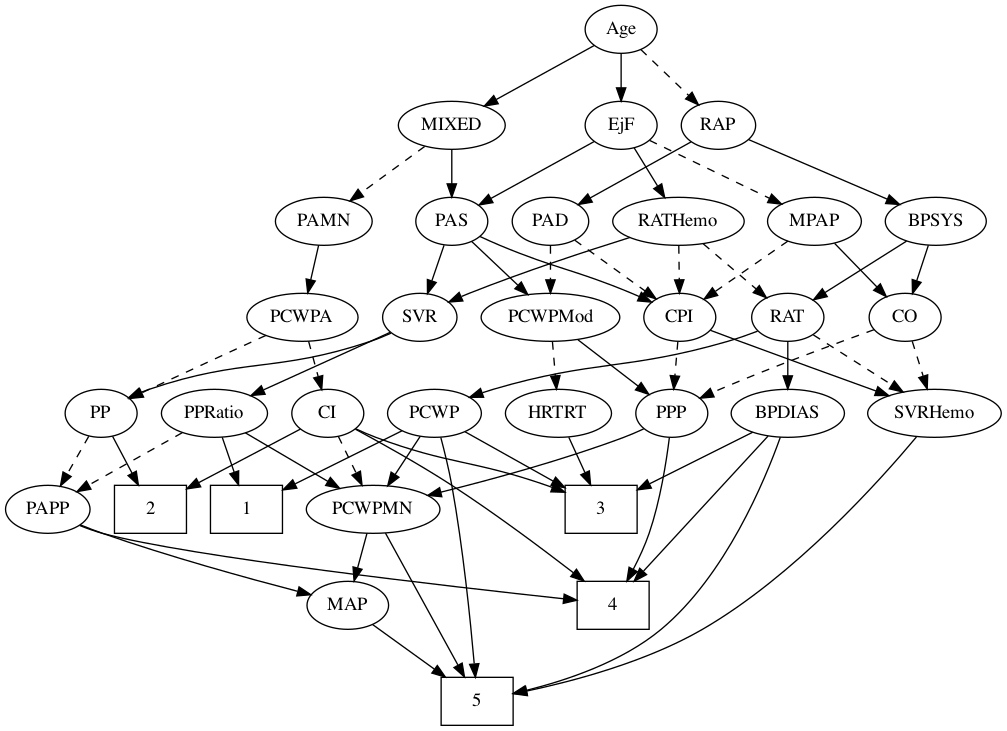 Age
MIXED
EjF
RAP
PAMN
PAS
PAD
RATHemo
MPAP
BPSYS
PCWPA
SVR
PCWPMod
CPI
RAT
CO
PP
PPRatio
CI
PCWP
HRTRT
PPP
BPDIAS
SVRHemo
PAPP
2
1
PCWPMN
3
MAP
4
5